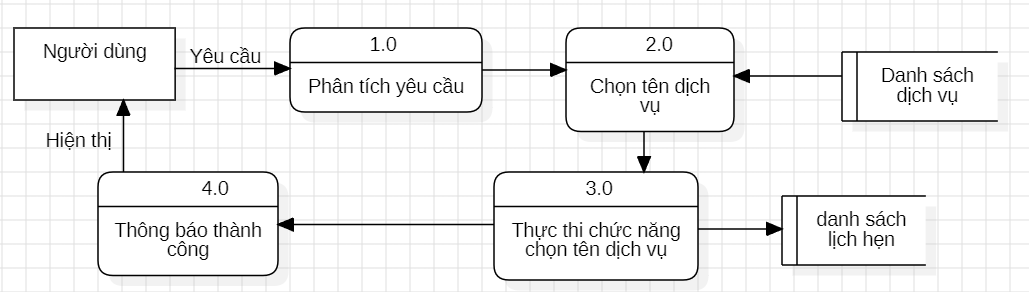 Người dùng
Yêu cầu
1.0
Phân tích yêu cầu
2.0
Chọn tên dịch
vụ
Danh sách
dịch vụ
Hiện thị
4.0
Thông báo thành
công
3.0
Thực thi chức năng
chọn tên dịch vụ
danh sách
lịch hẹn